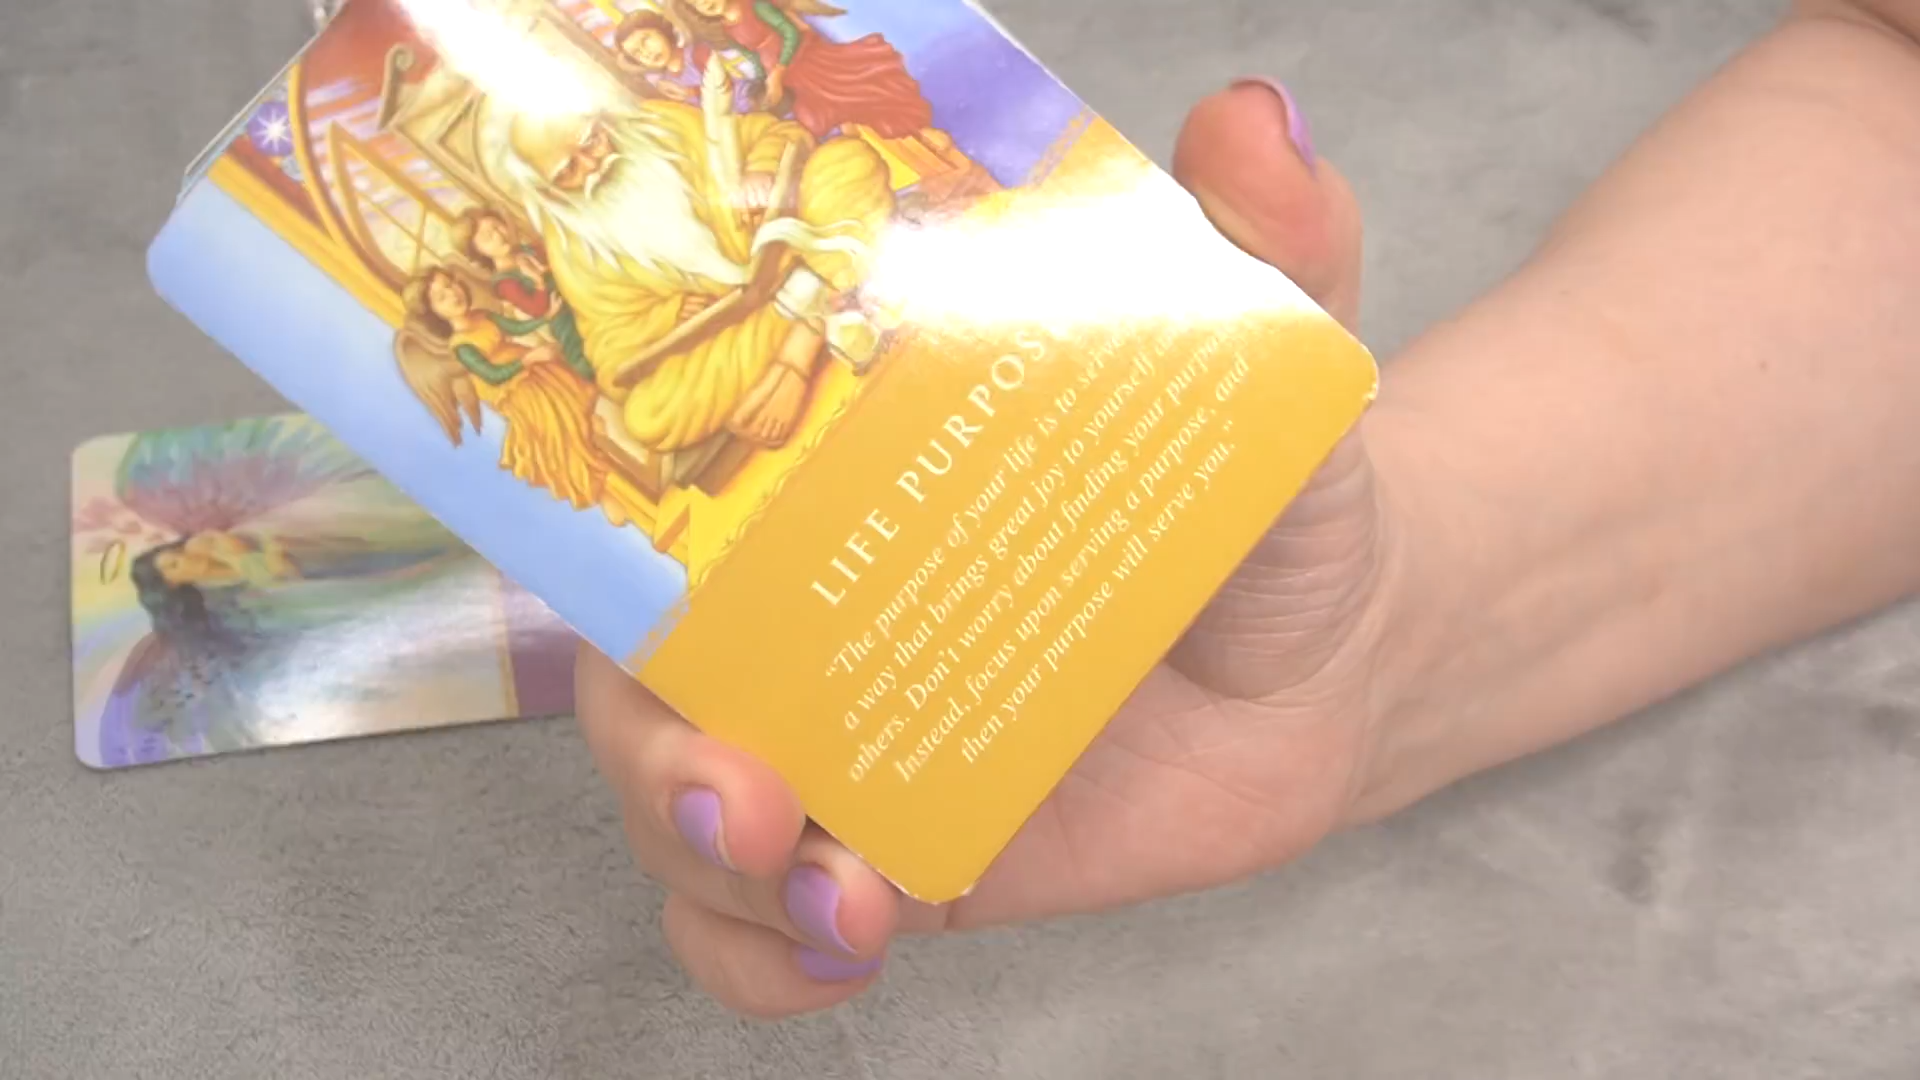 LIFE PURPOS
“The purpose of your life is to serve
a way that brings great joy to yourself
others. Don't worry about finding your
Instead, focus upon serving a purpose, and
then your purpose will serve you.”